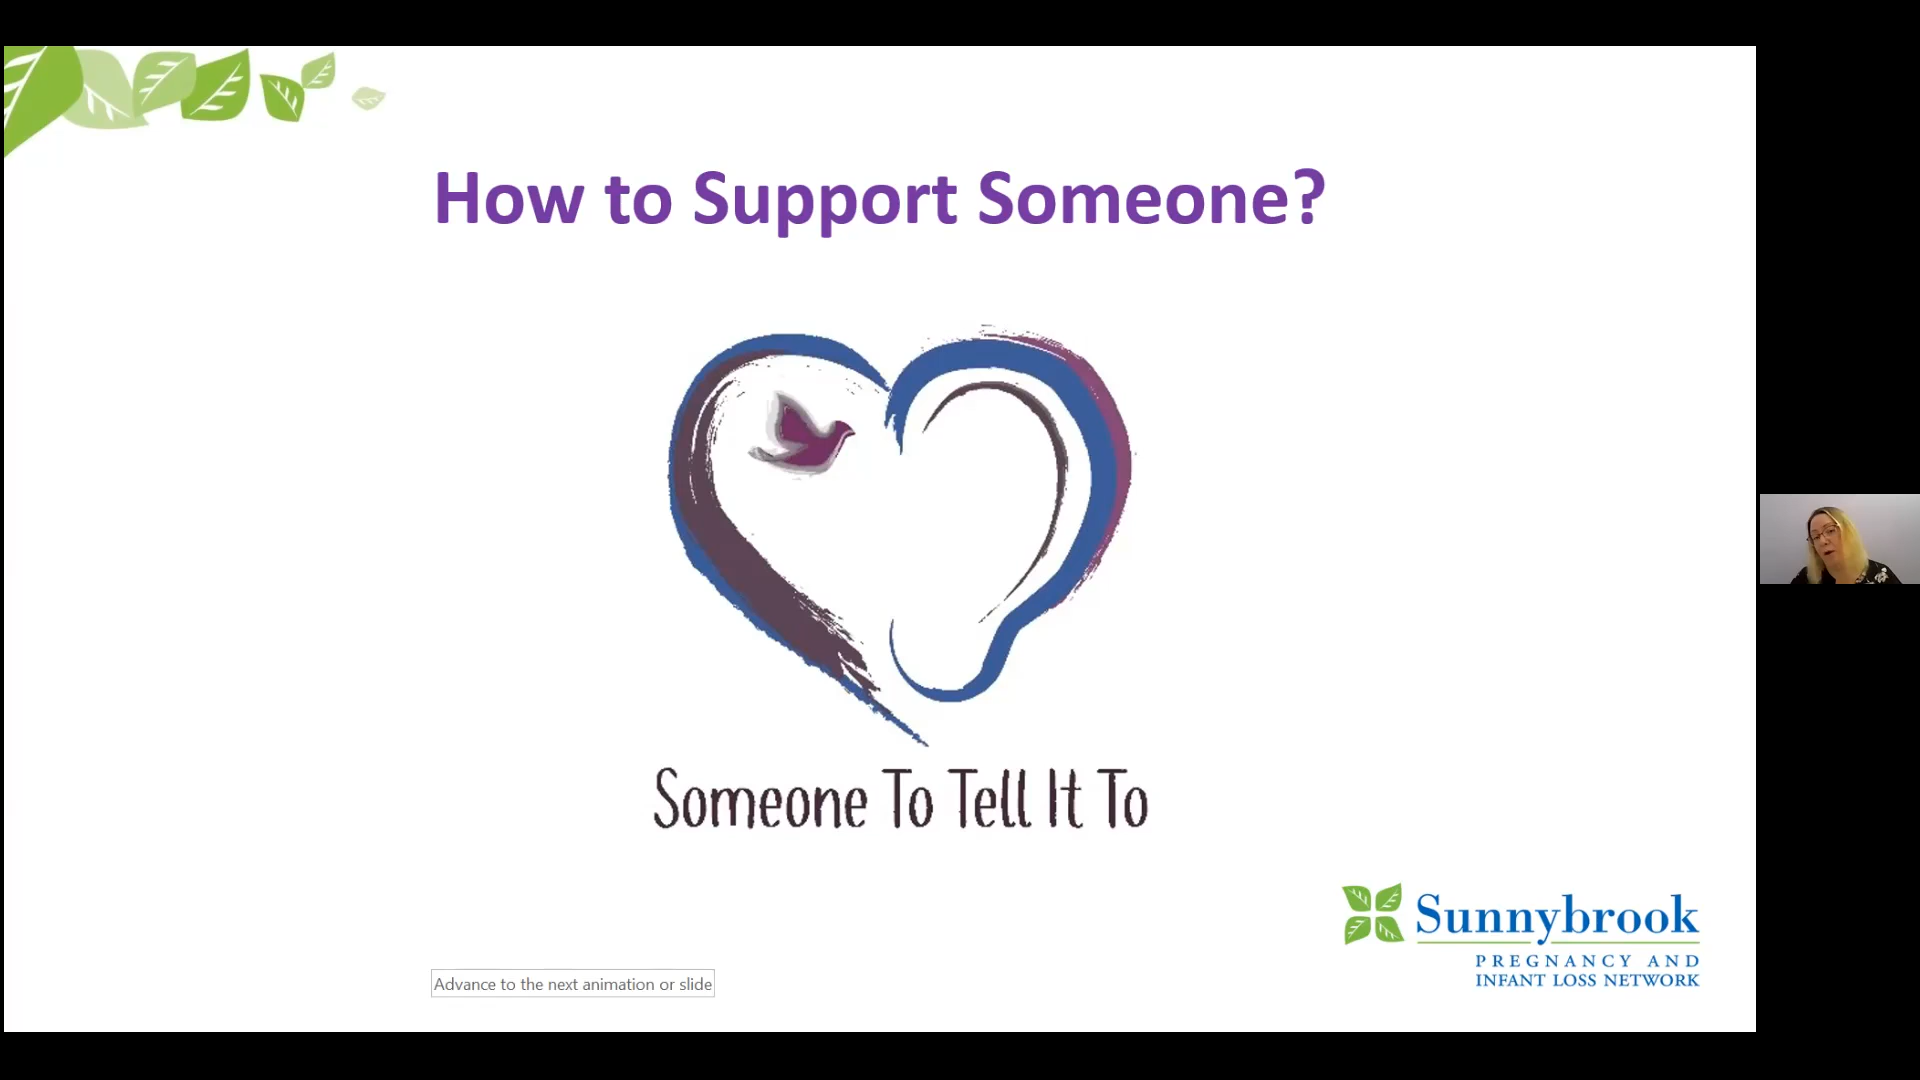 How to Support Someone?
Someone To Tell It To
Sunnybrook
PREGNANCY AND
INFANT LOSS NETWORK
Advance to the next animation or slide